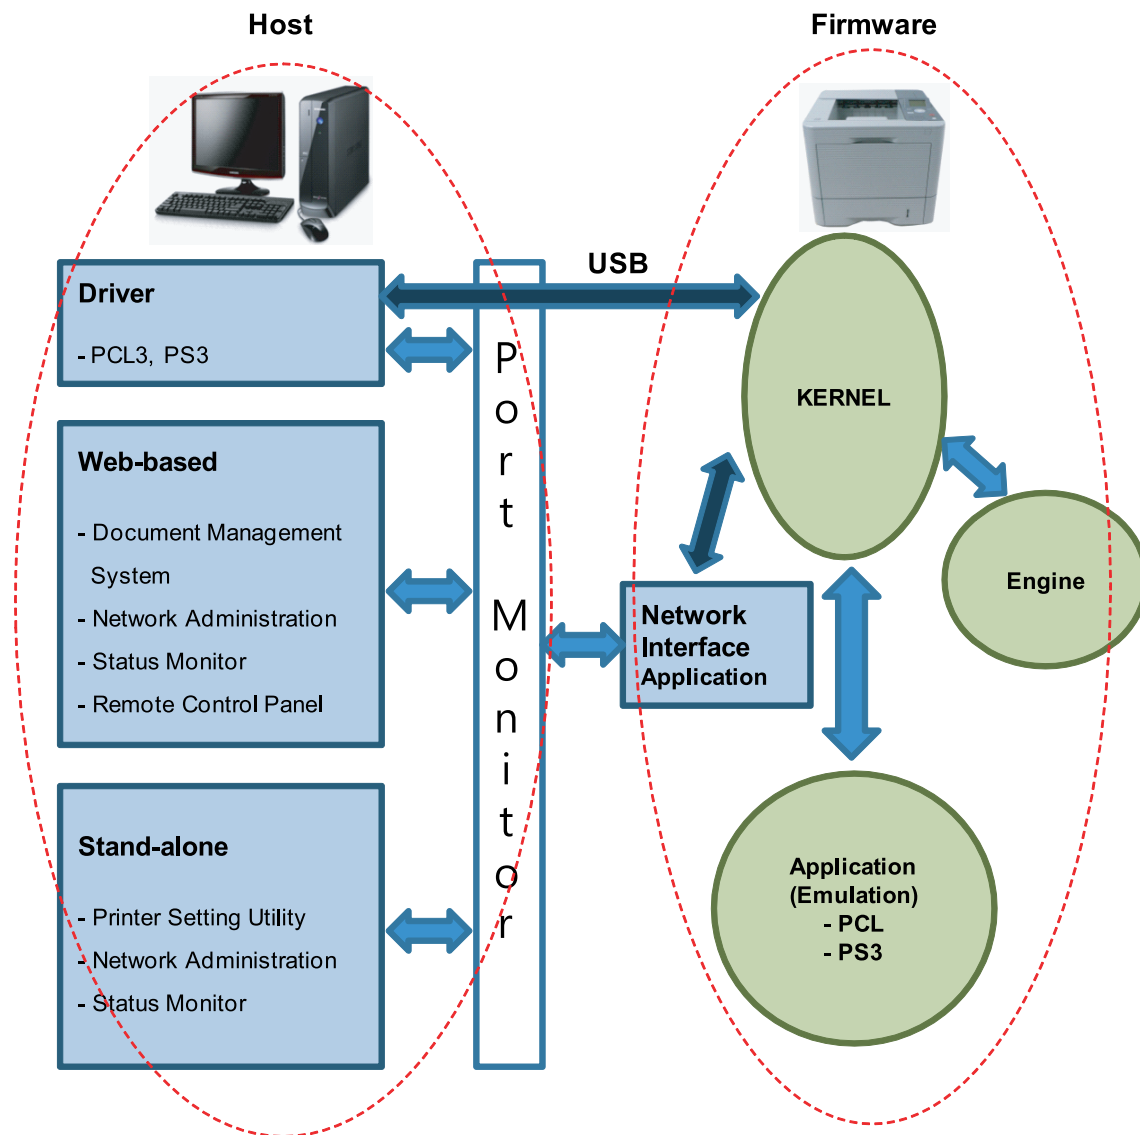 Host
Firmware
USB
Driver
- PCL3, PS3
Web-based
- Document Management
System
- Network Administration
- Status Monitor
- Remote Control Panel
Stand-alone
- Printer Setting Utility
- Network Administration
- Status Monitor
Port Monitor
KERNEL
Engine
Network
Interface
Application
Application
(Emulation)
- PCL
- PS3